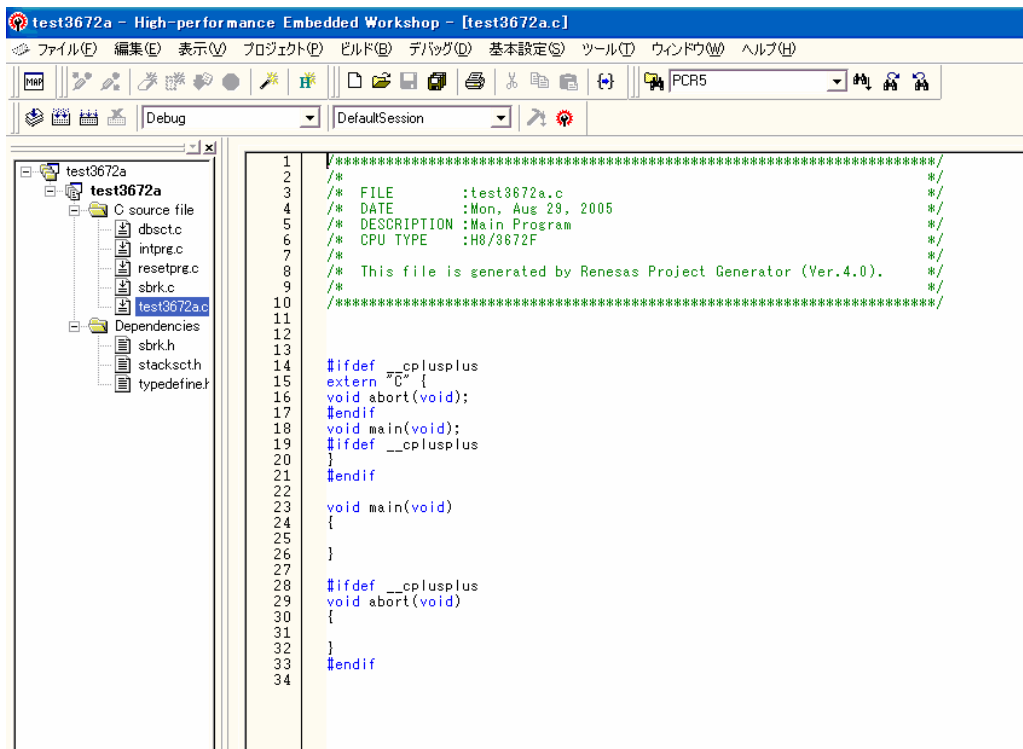 test3672a - High-performance Embedded Workshop - [test3672a.c]
ファイル(F) 編集(E) 表示(V) プロジェクト(P) ビルド(B) デバッグ(D) 基本設定(S) ツール(T) ウィンドウ(W) ヘルプ(H)
MAP PCR5
Debug DefaultSession
test3672a
test3672a
C source file
dbsct.c
intprg.c
resetprg.c
sbrk.c
test3672a.c
Dependencies
sbrk.h
stacksct.h
typedefine.h
1 /************************************************************************/
2 /* */
3 /* FILE :test3672a.c */
4 /* DATE :Mon, Aug 29, 2005 */
5 /* DESCRIPTION :Main Program */
6 /* CPU TYPE :H8/3672F */
7 /* */
8 /* This file is generated by Renesas Project Generator (Ver.4.0). */
9 /* */
10 /************************************************************************/
11
12
13
14 #ifdef __cplusplus
15 extern "C" {
16 void abort(void);
17 #endif
18 void main(void);
19 #ifdef __cplusplus
20 }
21 #endif
22
23 void main(void)
24 {
25
26 }
27
28 #ifdef __cplusplus
29 void abort(void)
30 {
31
32 }
33 #endif
34